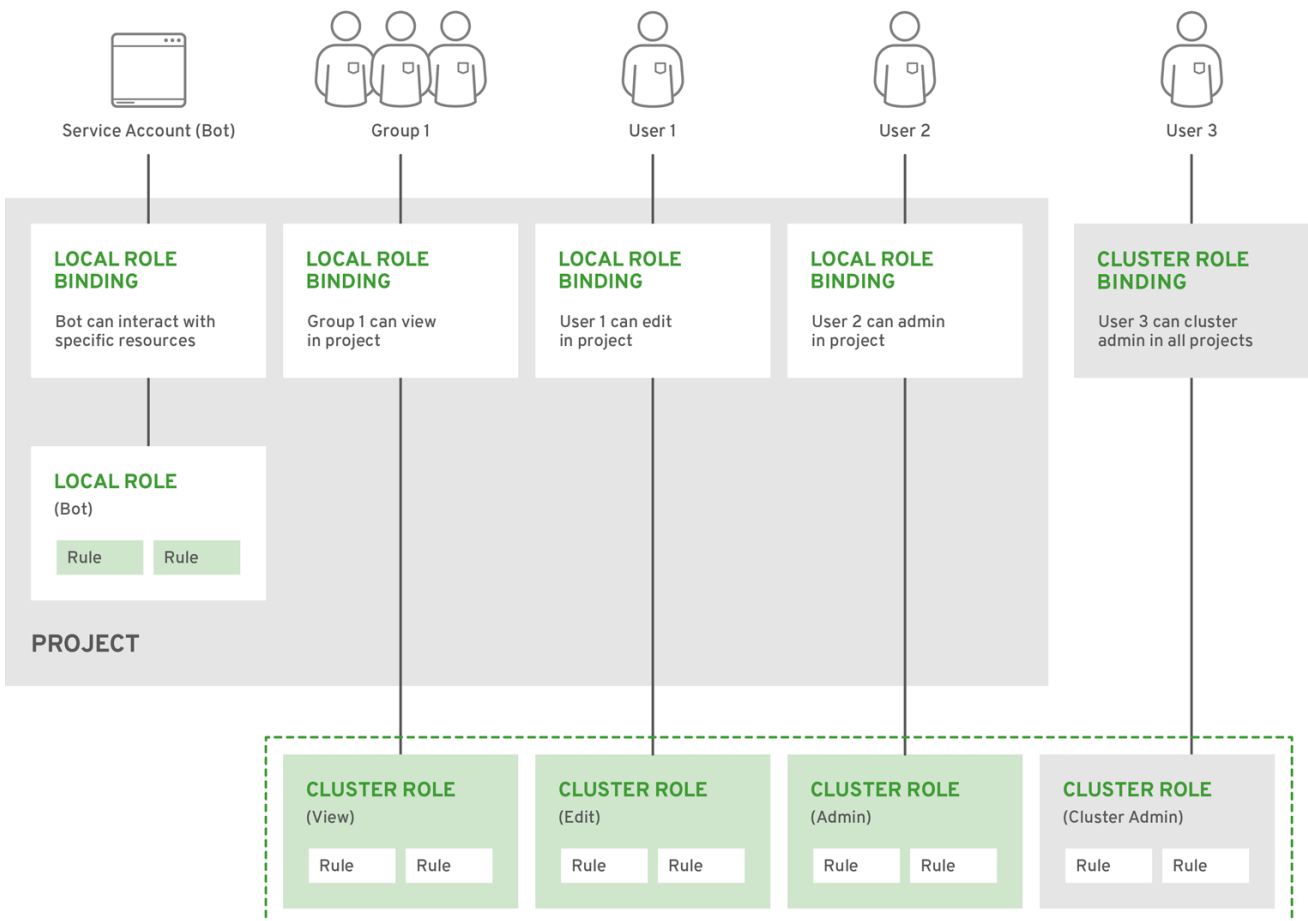 Service Account (Bot)
Group 1
User 1
User 2
User 3
LOCAL ROLE
BINDING
Bot can interact with
specific resources
LOCAL ROLE
BINDING
Group 1 can view
in project
LOCAL ROLE
BINDING
User 1 can edit
in project
LOCAL ROLE
BINDING
User 2 can admin
in project
CLUSTER ROLE
BINDING
User 3 can cluster
admin in all projects
LOCAL ROLE
(Bot)
Rule
Rule
PROJECT
CLUSTER ROLE
(View)
Rule
Rule
CLUSTER ROLE
(Edit)
Rule
Rule
CLUSTER ROLE
(Admin)
Rule
Rule
CLUSTER ROLE
(Cluster Admin)
Rule
Rule